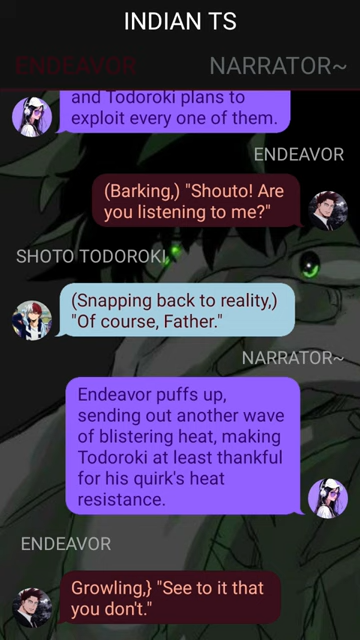 INDIAN TS
ENDEAVOR
NARRATOR~
and Todoroki plans to
exploit every one of them.
ENDEAVOR
(Barking,) "Shouto! Are
you listening to me?"
SHOTO TODOROKI,
(Snapping back to reality,)
"Of course, Father."
NARRATOR~
Endeavor puffs up,
sending out another wave
of blistering heat, making
Todoroki at least thankful
for his quirk's heat
resistance.
ENDEAVOR
Growling,} "See to it that
you don't."